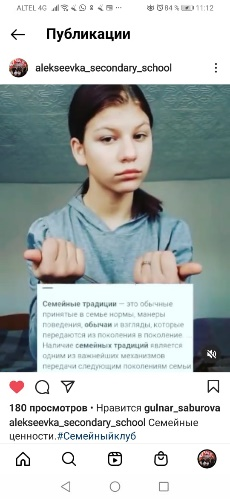 ALTEL 4G
84 %
11:12
Публикации
alekseevka_secondary_school
Семейные традиции — это обычные
принятые в семье нормы, манеры
поведения, обычаи и взгляды, которые
передаются из поколения в поколение.
Наличие семейных традиций является
одним из важнейших механизмов
передачи следующим поколениям семьи
180 просмотров • Нравится gulnar_saburova
alekseevka_secondary_school Семейные
ценности.#Семейныйклуб